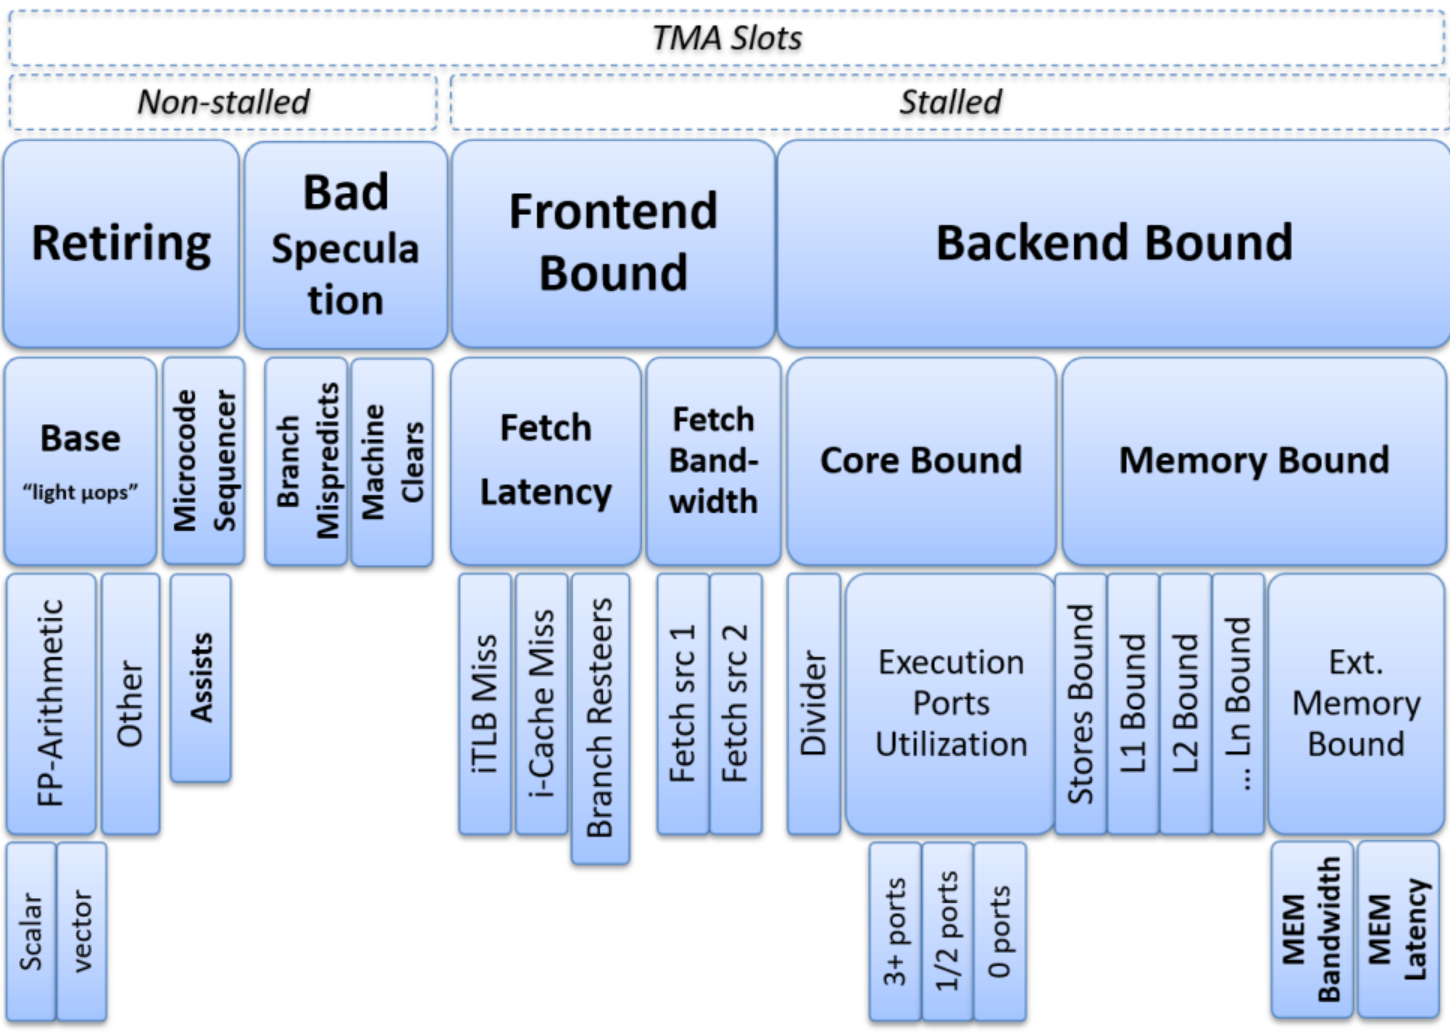 TMA Slots
Non-stalled
Stalled
Retiring
Bad
Specula
tion
Frontend
Bound
Backend Bound
Base
"light μops"
Microcode
Sequencer
Branch
Mispredicts
Machine
Clears
Fetch
Latency
Fetch
Band-
width
Core Bound
Memory Bound
FP-Arithmetic
Other
Assists
iTLB Miss
i-Cache Miss
Branch Resteers
Fetch src 1
Fetch src 2
Divider
Execution
Ports
Utilization
Stores Bound
L1 Bound
L2 Bound
... Ln Bound
Ext.
Memory
Bound
Scalar
vector
3+ ports
1/2 ports
0 ports
MEM
Bandwidth
MEM
Latency